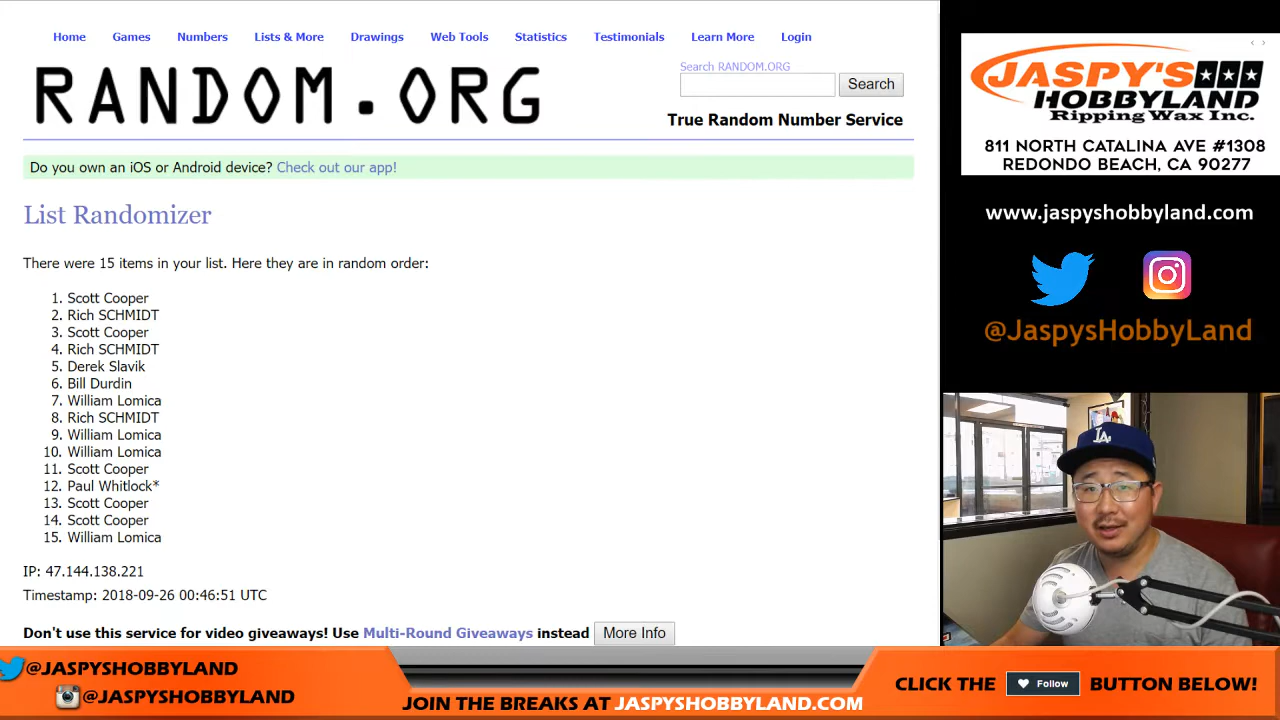 Home Games Numbers Lists & More Drawings Web Tools Statistics Testimonials Learn More Login
RANDOM.ORG
Search RANDOM.ORG
Search
True Random Number Service
Do you own an iOS or Android device? Check out our app!
List Randomizer
There were 15 items in your list. Here they are in random order:
1. Scott Cooper
2. Rich SCHMIDT
3. Scott Cooper
4. Rich SCHMIDT
5. Derek Slavik
6. Bill Durdin
7. William Lomica
8. Rich SCHMIDT
9. William Lomica
10. William Lomica
11. Scott Cooper
12. Paul Whitlock*
13. Scott Cooper
14. Scott Cooper
15. William Lomica
IP: 47.144.138.221
Timestamp: 2018-09-26 00:46:51 UTC
Don't use this service for video giveaways! Use Multi-Round Giveaways instead More Info
JASPY'S
HOBBYLAND
Ripping Wax Inc.
811 NORTH CATALINA AVE #1308
REDONDO BEACH, CA 90277
www.jaspyshobbyland.com
@JaspysHobbyLand
LA
@JASPYSHOBBYLAND
@JASPYSHOBBYLAND
JOIN THE BREAKS AT JASPYSHOBBYLAND.COM
CLICK THE Follow BUTTON BELOW!